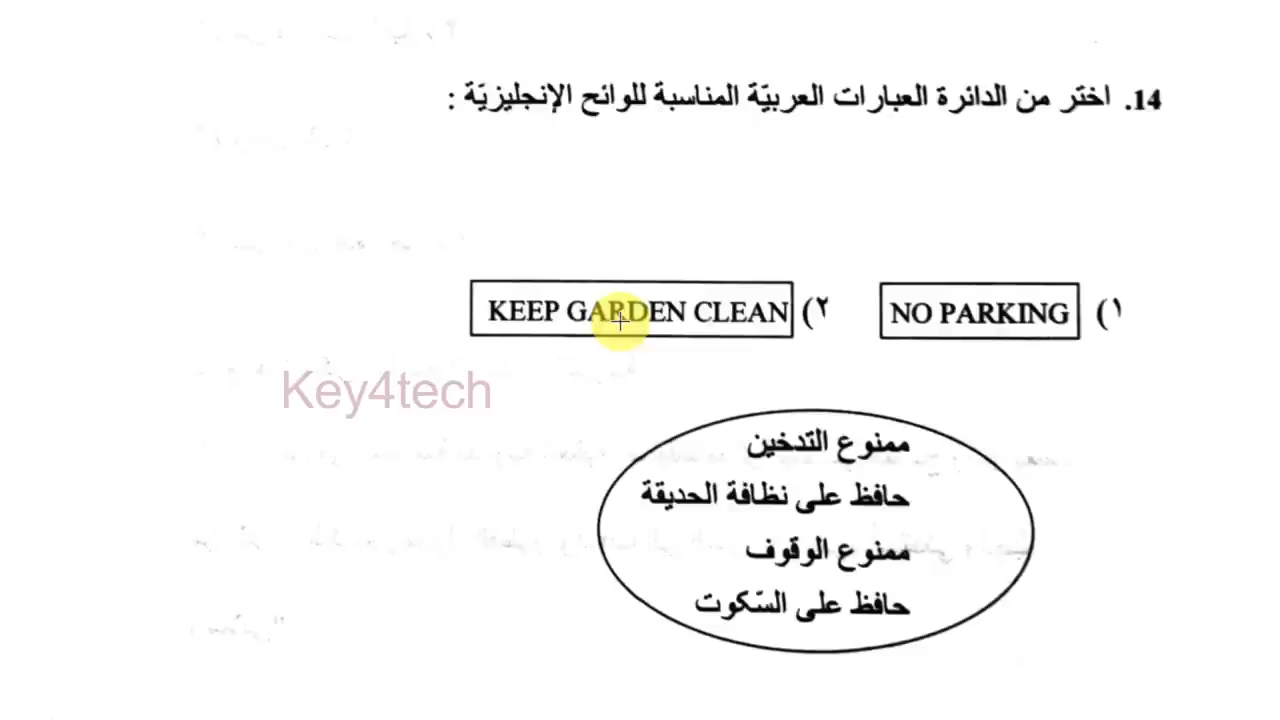 14. اختر من الدائرة العبارات العربيّة المناسبة للوائح الإنجليزيّة :
١) NO PARKING ٢) KEEP GARDEN CLEAN
Key4tech
ممنوع التدخين
حافظ على نظافة الحديقة
ممنوع الوقوف
حافظ على السّكوت